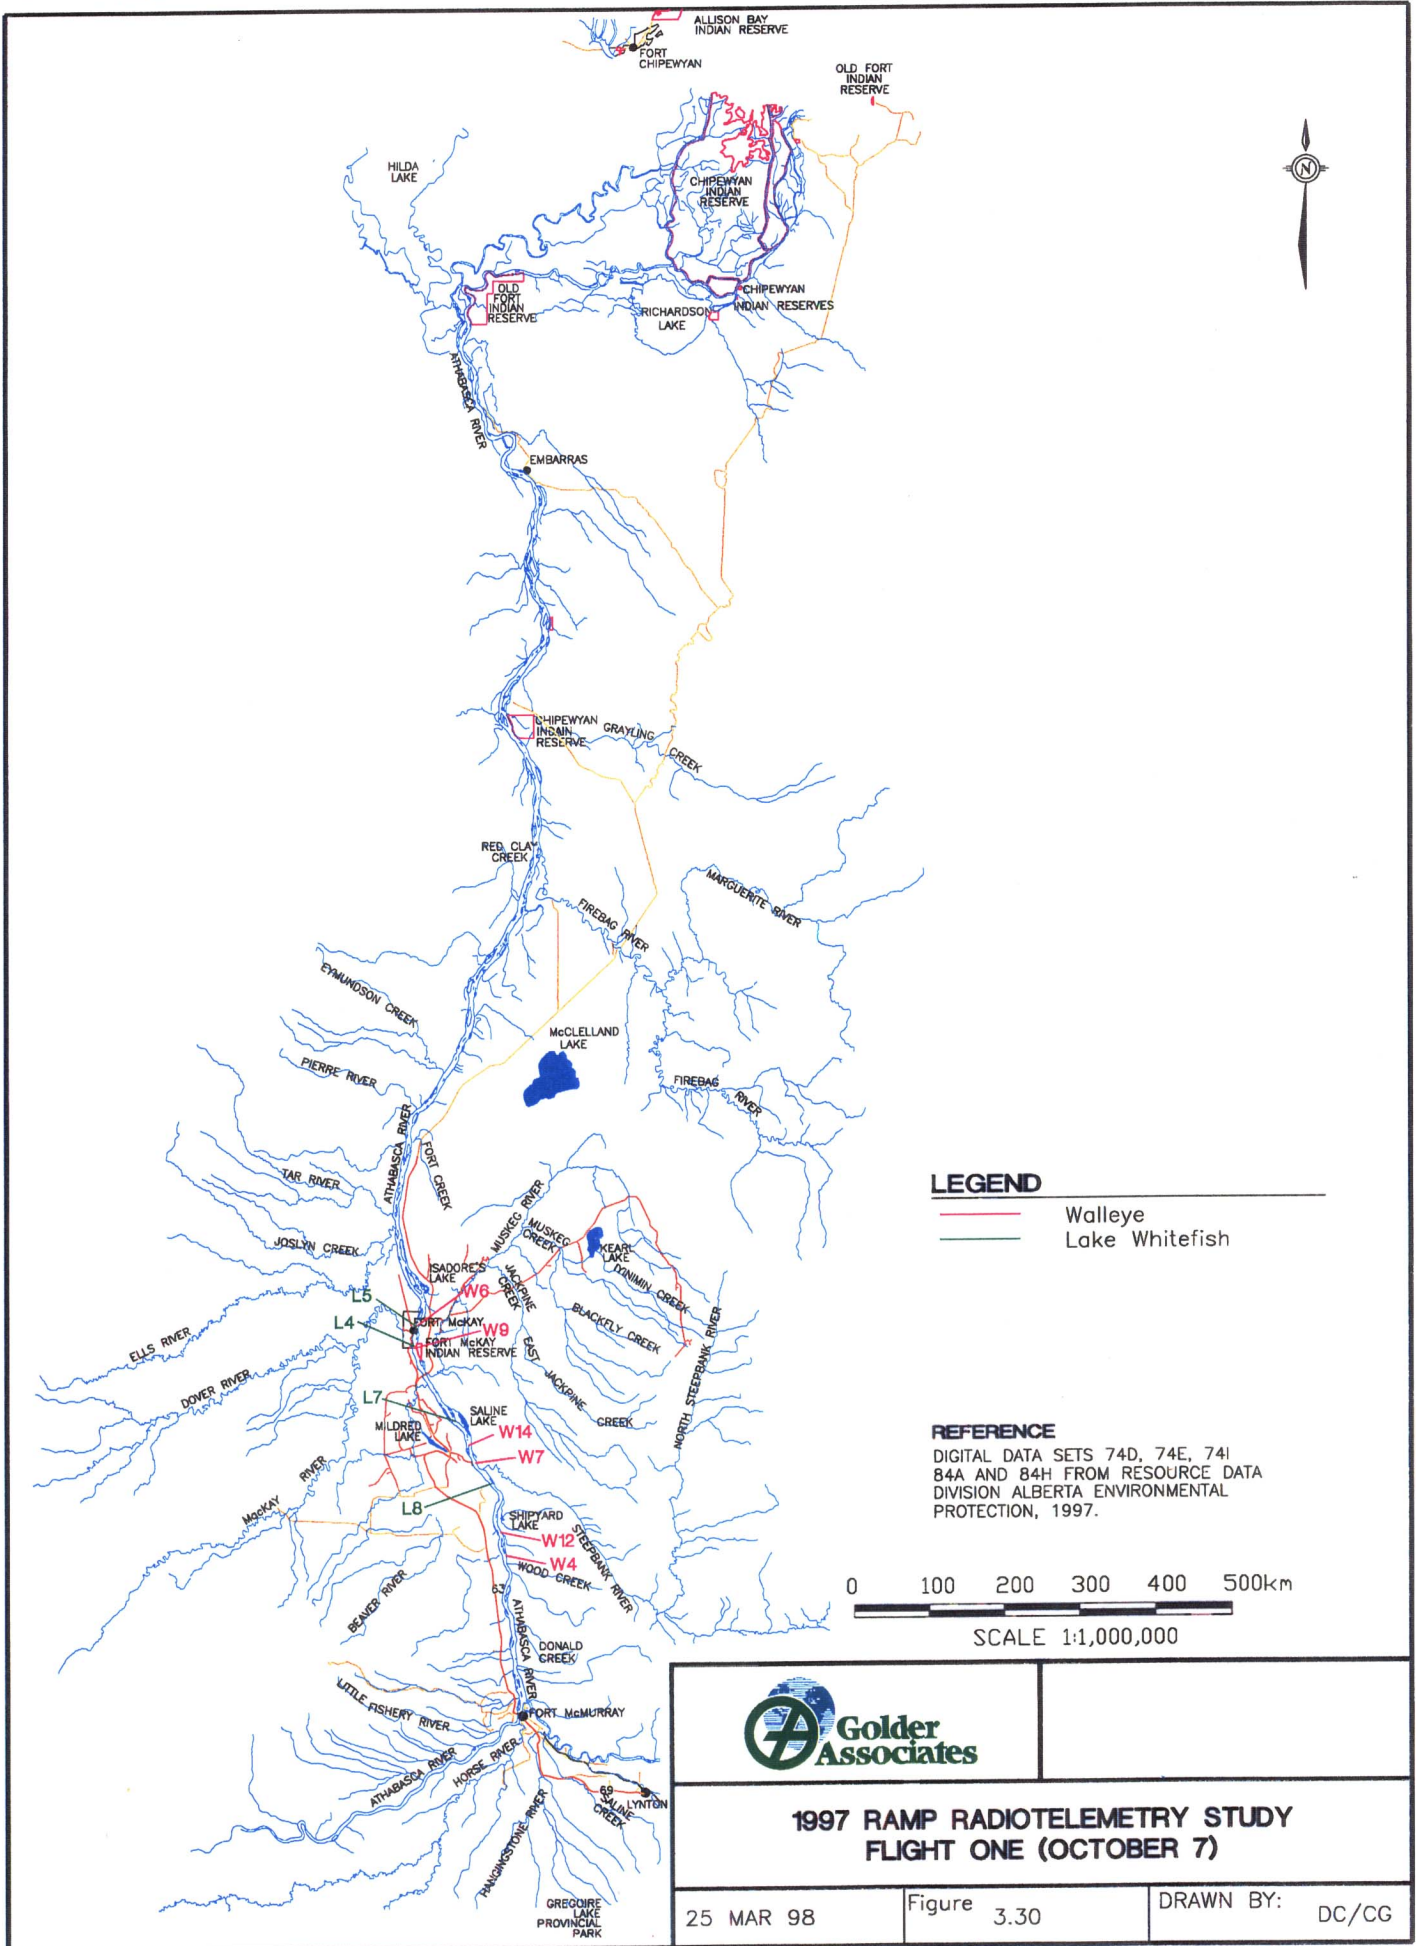 ALLISON BAY
INDIAN RESERVE
FORT
CHIPEWYAN
OLD FORT
INDIAN
RESERVE
HILDA
LAKE
N
CHIPEWYAN
INDIAN
RESERVE
OLD
FORT
INDIAN
RESERVE
CHIPEWYAN
INDIAN RESERVES
RICHARDSON
LAKE
ATHABASCA RIVER
EMBARRAS
CHIPEWYAN
INDAIN
RESERVE
GRAYLING
CREEK
RED CLAY
CREEK
MARGUERITE RIVER
FIREBAG RIVER
EYMUNDSON CREEK
McCLELLAND
LAKE
PIERRE RIVER
FIREBAG
RIVER
ATHABASCA RIVER
FORT CREEK
TAR RIVER
MUSKEG RIVER
MUSKEG
CREEK
JOSLYN CREEK
KEARL
LAKE
ISADORE'S
LAKE
JACKPINE
CREEK
IYINIMIN CREEK
L5
W6
BLACKFLY CREEK
L4
FORT McKAY
W9
FORT McKAY
INDIAN RESERVE
ELLS RIVER
EAST
JACKPINE
CREEK
NORTH STEEPBANK RIVER
DOVER RIVER
L7
SALINE
LAKE
MILDRED
LAKE
W14
W7
RIVER
MacKAY
L8
SHIPYARD
LAKE
STEEPBANK RIVER
W12
W4
WOOD CREEK
BEAVER RIVER
63
ATHABASCA RIVER
DONALD
CREEK
LITTLE FISHERY RIVER
FORT McMURRAY
ATHABASCA RIVER
HORSE RIVER
69
SALINE
CREEK
LYNTON
HANGINGSTONE RIVER
GREGOIRE
LAKE
PROVINCIAL
PARK
LEGEND
Walleye
Lake Whitefish
REFERENCE
DIGITAL DATA SETS 74D, 74E, 74I
84A AND 84H FROM RESOURCE DATA
DIVISION ALBERTA ENVIRONMENTAL
PROTECTION, 1997.
0 100 200 300 400 500km
SCALE 1:1,000,000
Golder
Associates
1997 RAMP RADIOTELEMETRY STUDY
FLIGHT ONE (OCTOBER 7)
25 MAR 98
Figure 3.30
DRAWN BY: DC/CG